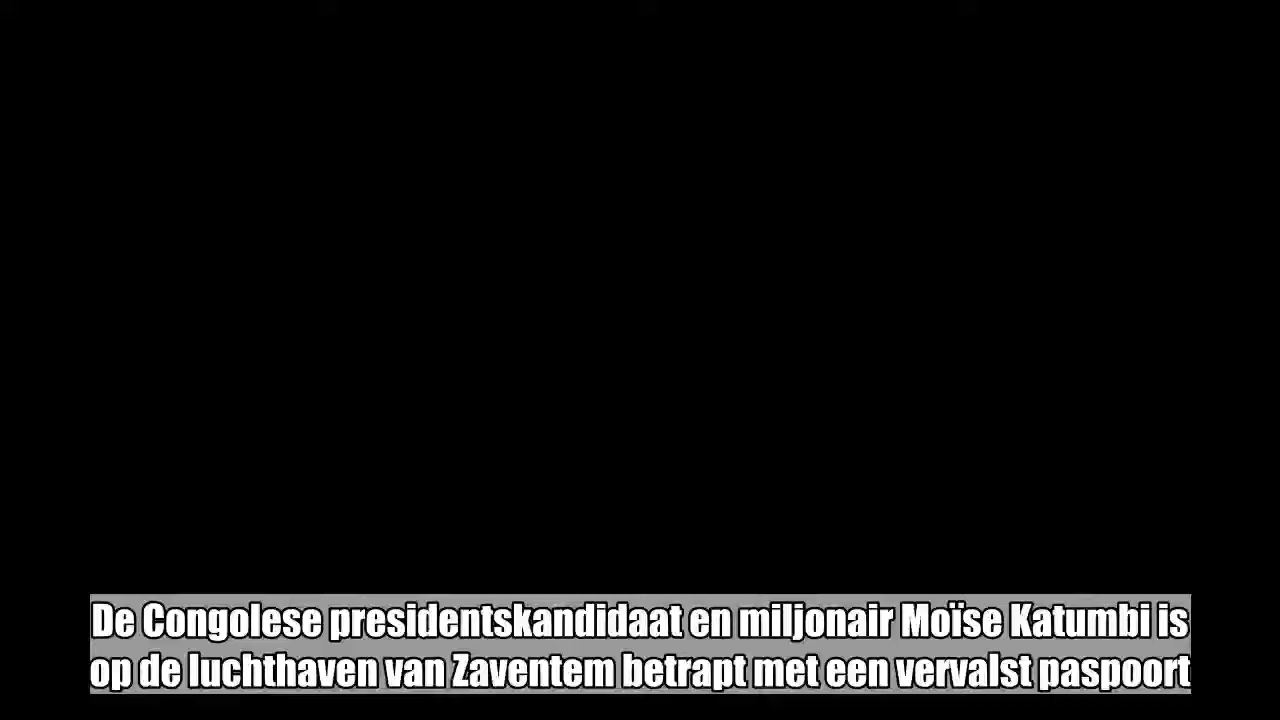 De Congolese presidentskandidaat en miljonair Moïse Katumbi is
op de luchthaven van Zaventem betrapt met een vervalst paspoort